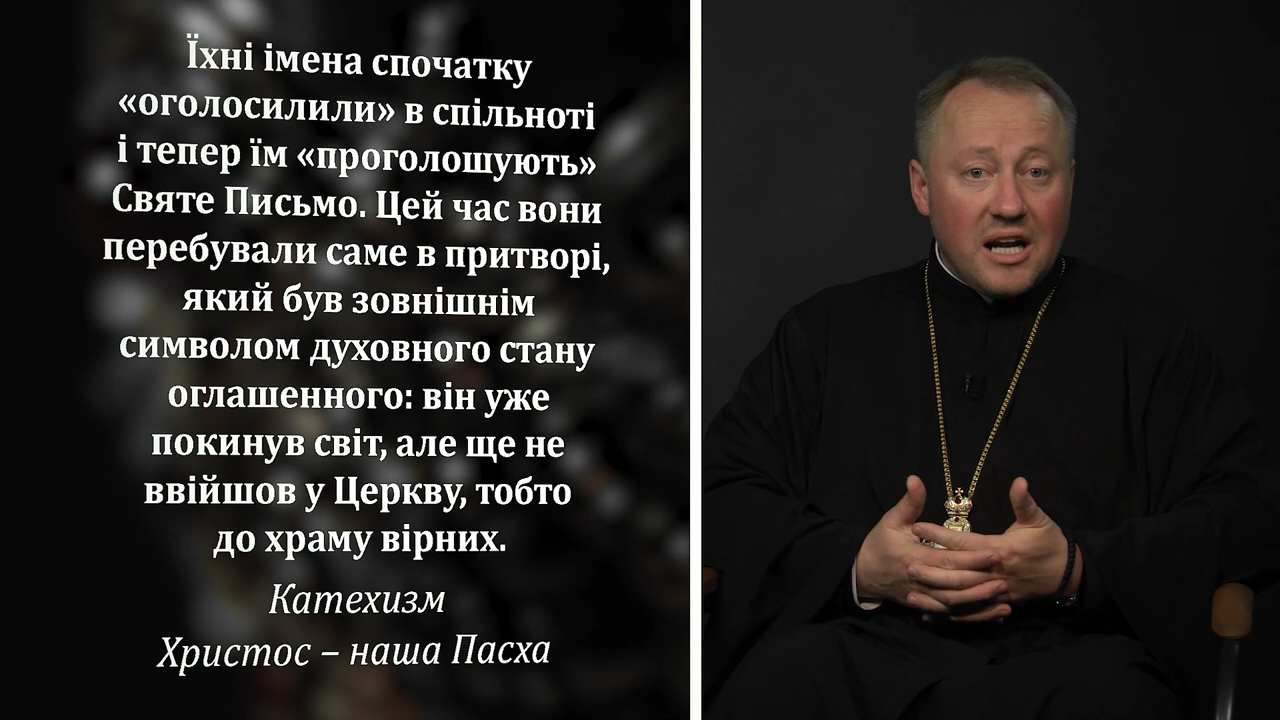 Їхні імена спочатку
«оголосилили» в спільноті
і тепер їм «проголошують»
Святе Письмо. Цей час вони
перебували саме в притворі,
який був зовнішнім
символом духовного стану
оглашенного: він уже
покинув світ, але ще не
ввійшов у Церкву, тобто
до храму вірних.
Катехизм
Христос – наша Пасха